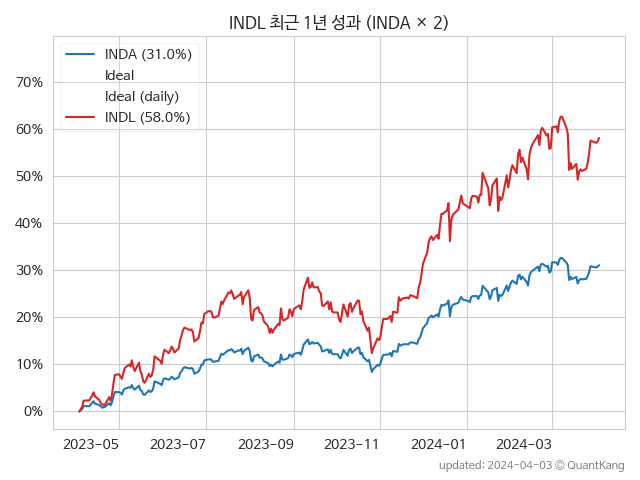 INDL 최근 1년 성과 (INDA × 2)
INDA (31.0%)
Ideal
Ideal (daily)
INDL (58.0%)
70%
60%
50%
40%
30%
20%
10%
0%
2023-05 2023-07 2023-09 2023-11 2024-01 2024-03
updated: 2024-04-03 © QuantKang